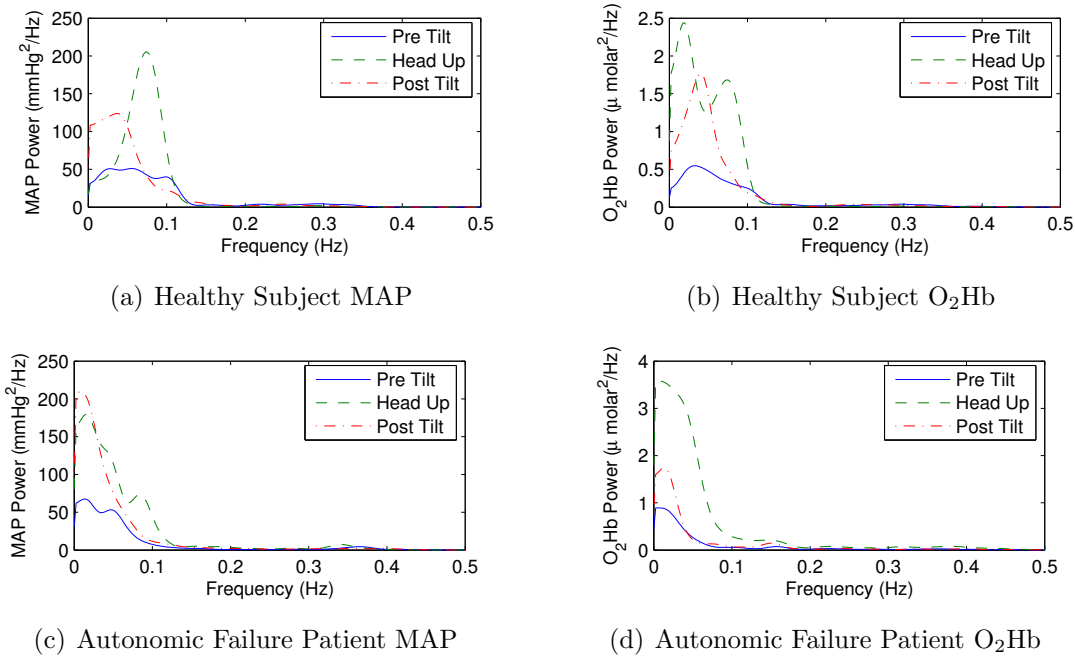 250
200
150
100
50
0
MAP Power (mmHg²/Hz)
Pre Tilt
Head Up
Post Tilt
0 0.1 0.2 0.3 0.4 0.5
Frequency (Hz)
(a) Healthy Subject MAP
2.5
2
1.5
1
0.5
0
O₂Hb Power (μ molar²/Hz)
Pre Tilt
Head Up
Post Tilt
0 0.1 0.2 0.3 0.4 0.5
Frequency (Hz)
(b) Healthy Subject O₂Hb
250
200
150
100
50
0
MAP Power (mmHg²/Hz)
Pre Tilt
Head Up
Post Tilt
0 0.1 0.2 0.3 0.4 0.5
Frequency (Hz)
(c) Autonomic Failure Patient MAP
4
3
2
1
0
O₂Hb Power (μ molar²/Hz)
Pre Tilt
Head Up
Post Tilt
0 0.1 0.2 0.3 0.4 0.5
Frequency (Hz)
(d) Autonomic Failure Patient O₂Hb